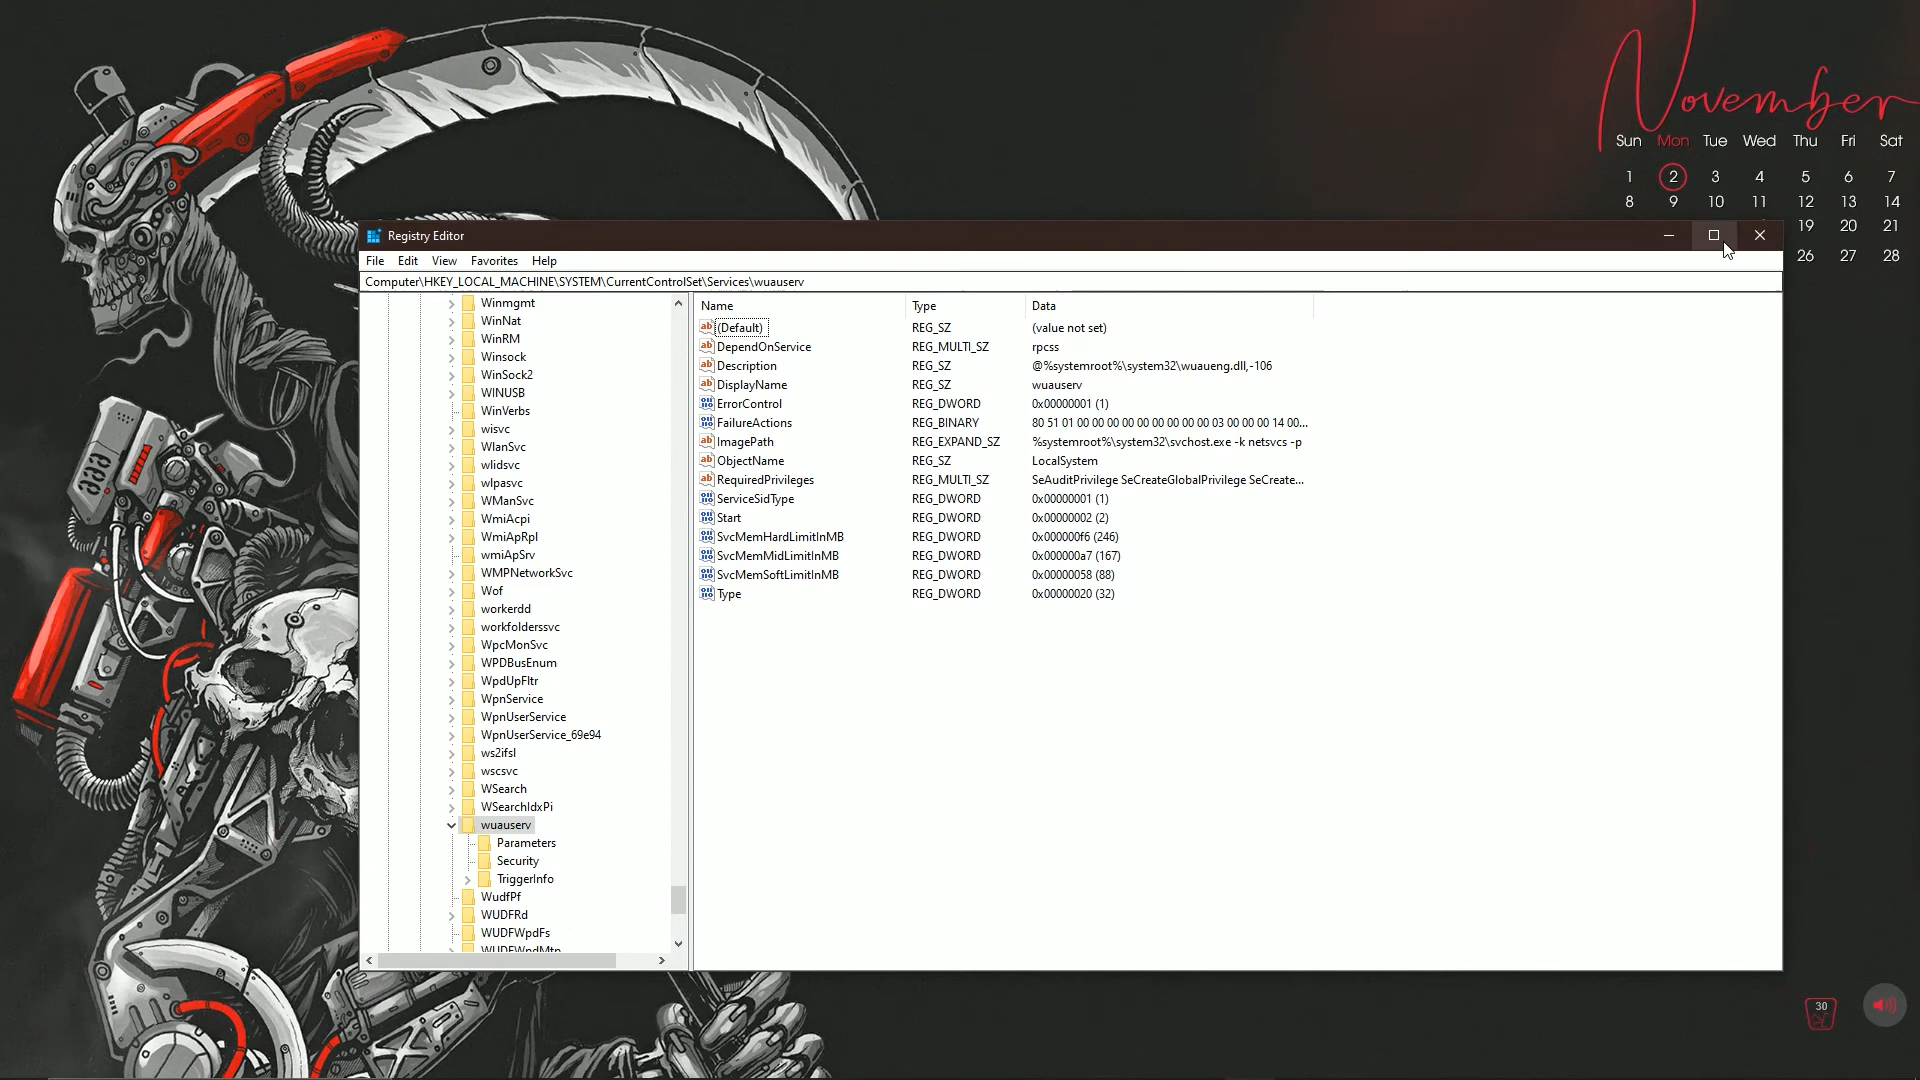 November
Sun Mon Tue Wed Thu Fri Sat
1 2 3 4 5 6 7
8 9 10 11 12 13 14
19 20 21
26 27 28
Registry Editor
File Edit View Favorites Help
Computer\HKEY_LOCAL_MACHINE\SYSTEM\CurrentControlSet\Services\wuauserv
Winmgmt
WinNat
WinRM
Winsock
WinSock2
WINUSB
WinVerbs
wisvc
WlanSvc
wlidsvc
wlpasvc
WManSvc
WmiAcpi
WmiApRpl
wmiApSrv
WMPNetworkSvc
Wof
workerdd
workfolderssvc
WpcMonSvc
WPDBusEnum
WpdUpFltr
WpnService
WpnUserService
WpnUserService_69e94
ws2ifsl
wscsvc
WSearch
WSearchIdxPi
wuauserv
Parameters
Security
TriggerInfo
WudfPf
WUDFRd
WUDFWpdFs
WUDFWpdMtp
Name Type Data
(Default) REG_SZ (value not set)
DependOnService REG_MULTI_SZ rpcss
Description REG_SZ @%systemroot%\system32\wuaueng.dll,-106
DisplayName REG_SZ wuauserv
ErrorControl REG_DWORD 0x00000001 (1)
FailureActions REG_BINARY 80 51 01 00 00 00 00 00 00 00 00 00 03 00 00 00 14 00...
ImagePath REG_EXPAND_SZ %systemroot%\system32\svchost.exe -k netsvcs -p
ObjectName REG_SZ LocalSystem
RequiredPrivileges REG_MULTI_SZ SeAuditPrivilege SeCreateGlobalPrivilege SeCreate...
ServiceSidType REG_DWORD 0x00000001 (1)
Start REG_DWORD 0x00000002 (2)
SvcMemHardLimitInMB REG_DWORD 0x000000f6 (246)
SvcMemMidLimitInMB REG_DWORD 0x000000a7 (167)
SvcMemSoftLimitInMB REG_DWORD 0x00000058 (88)
Type REG_DWORD 0x00000020 (32)
30